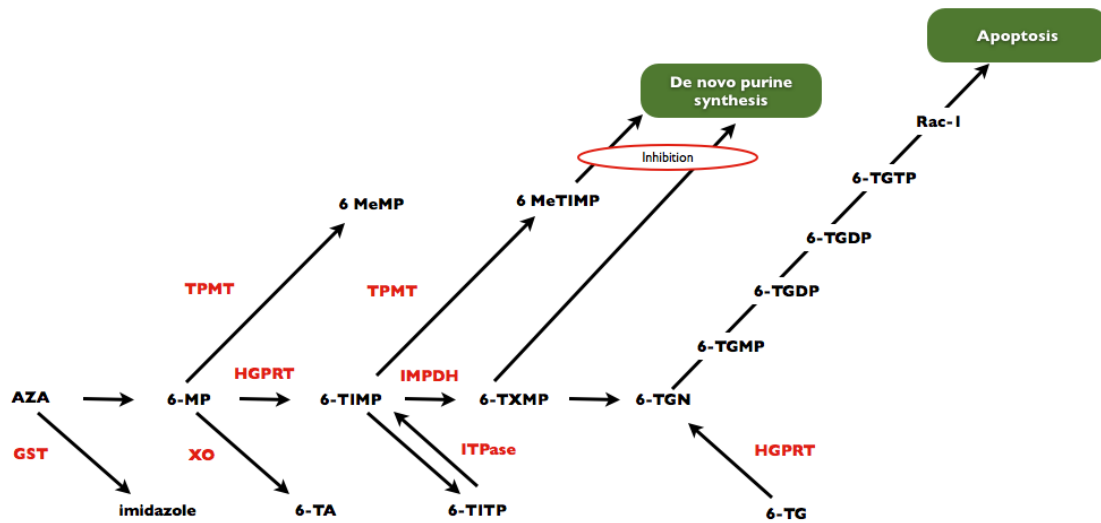 Apoptosis
De novo purine
synthesis
Rac-1
Inhibition
6-TGTP
6 MeMP
6 MeTIMP
6-TGDP
TPMT
TPMT
6-TGDP
6-TGMP
HGPRT
IMPDH
AZA
6-MP
6-TIMP
6-TXMP
6-TGN
GST
XO
ITPase
HGPRT
imidazole
6-TA
6-TITP
6-TG